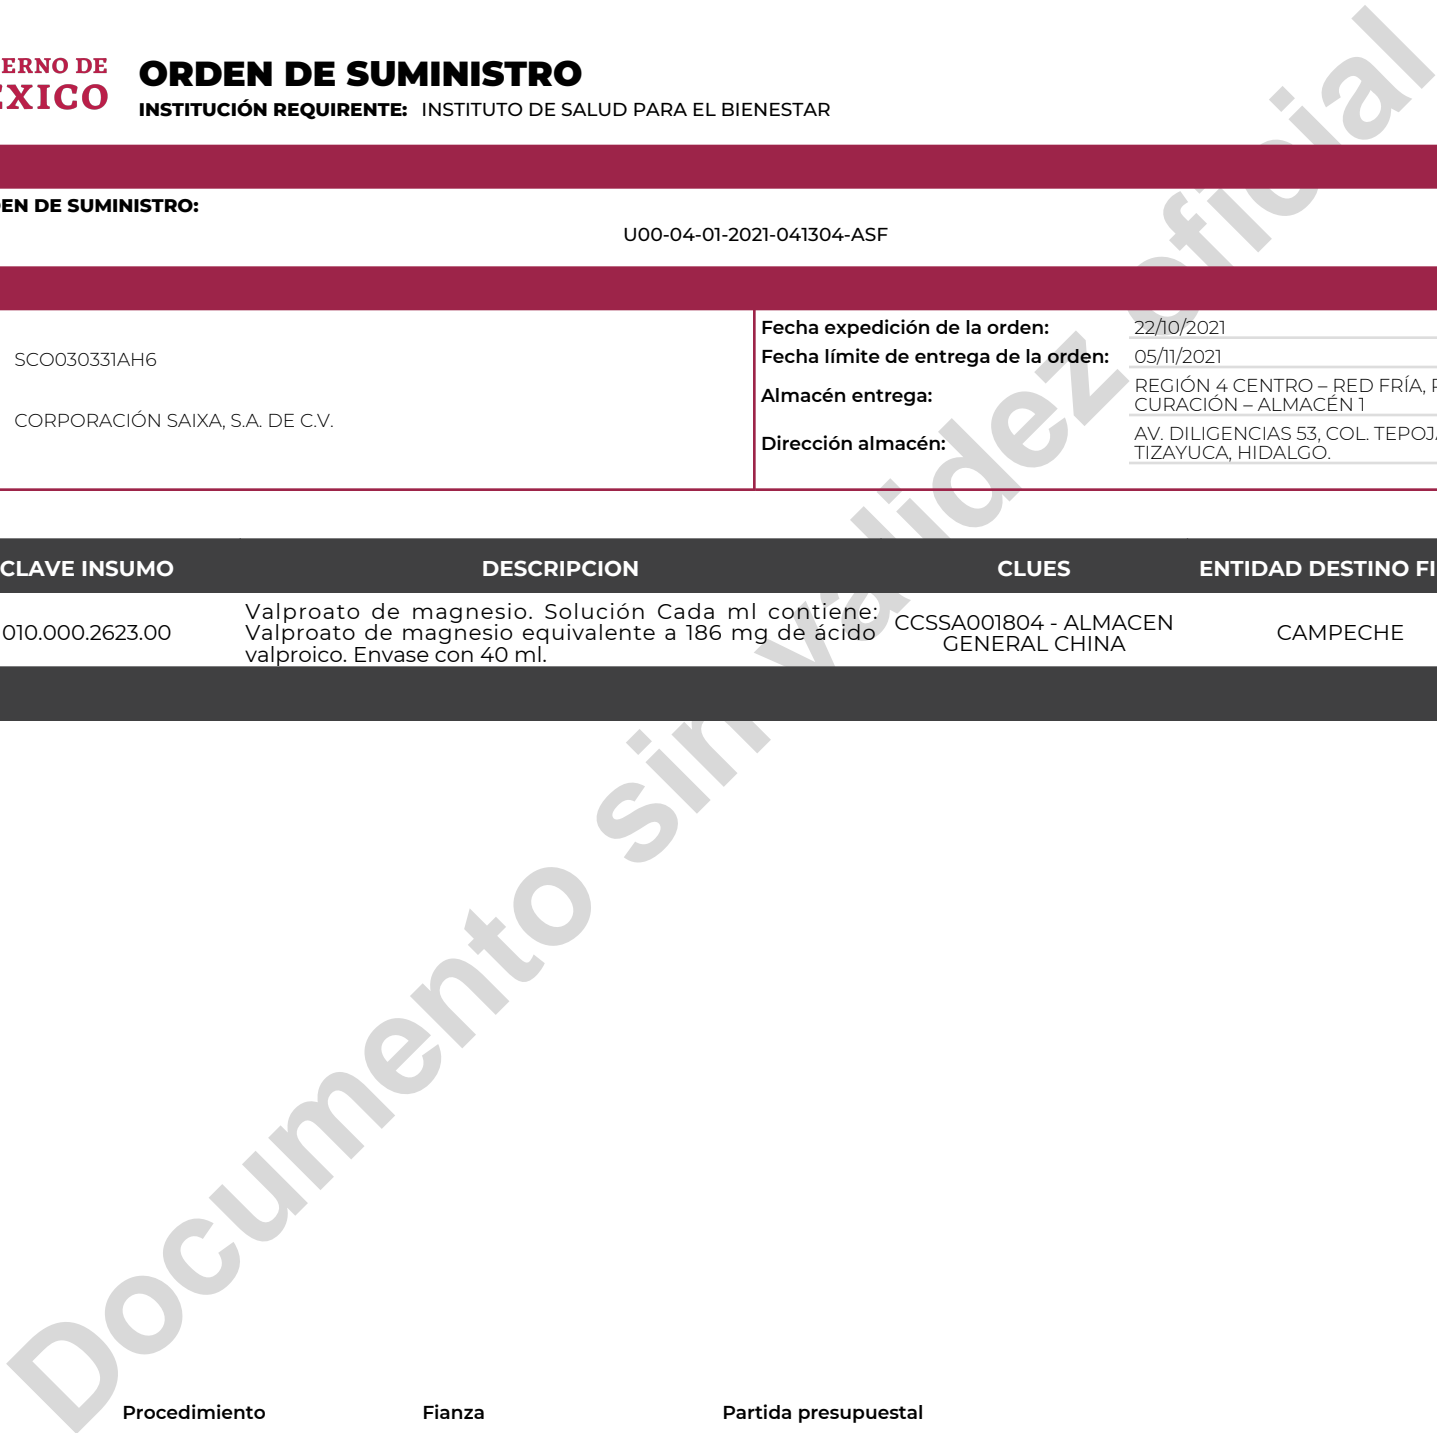 ERNO DE
EXICO
ORDEN DE SUMINISTRO
INSTITUCIÓN REQUIRENTE: INSTITUTO DE SALUD PARA EL BIENESTAR
EN DE SUMINISTRO:
U00-04-01-2021-041304-ASF
SCO030331AH6
CORPORACIÓN SAIXA, S.A. DE C.V.
Fecha expedición de la orden: 22/10/2021
Fecha límite de entrega de la orden: 05/11/2021
Almacén entrega: REGIÓN 4 CENTRO – RED FRÍA,
CURACIÓN – ALMACÉN 1
Dirección almacén: AV. DILIGENCIAS 53, COL. TEPOJA
TIZAYUCA, HIDALGO.
CLAVE INSUMO DESCRIPCION CLUES ENTIDAD DESTINO FI
010.000.2623.00
Valproato de magnesio. Solución Cada ml contiene:
Valproato de magnesio equivalente a 186 mg de ácido
valproico. Envase con 40 ml.
CCSSA001804 - ALMACEN
GENERAL CHINA
CAMPECHE
Documento sin validez oficial
Procedimiento Fianza Partida presupuestal